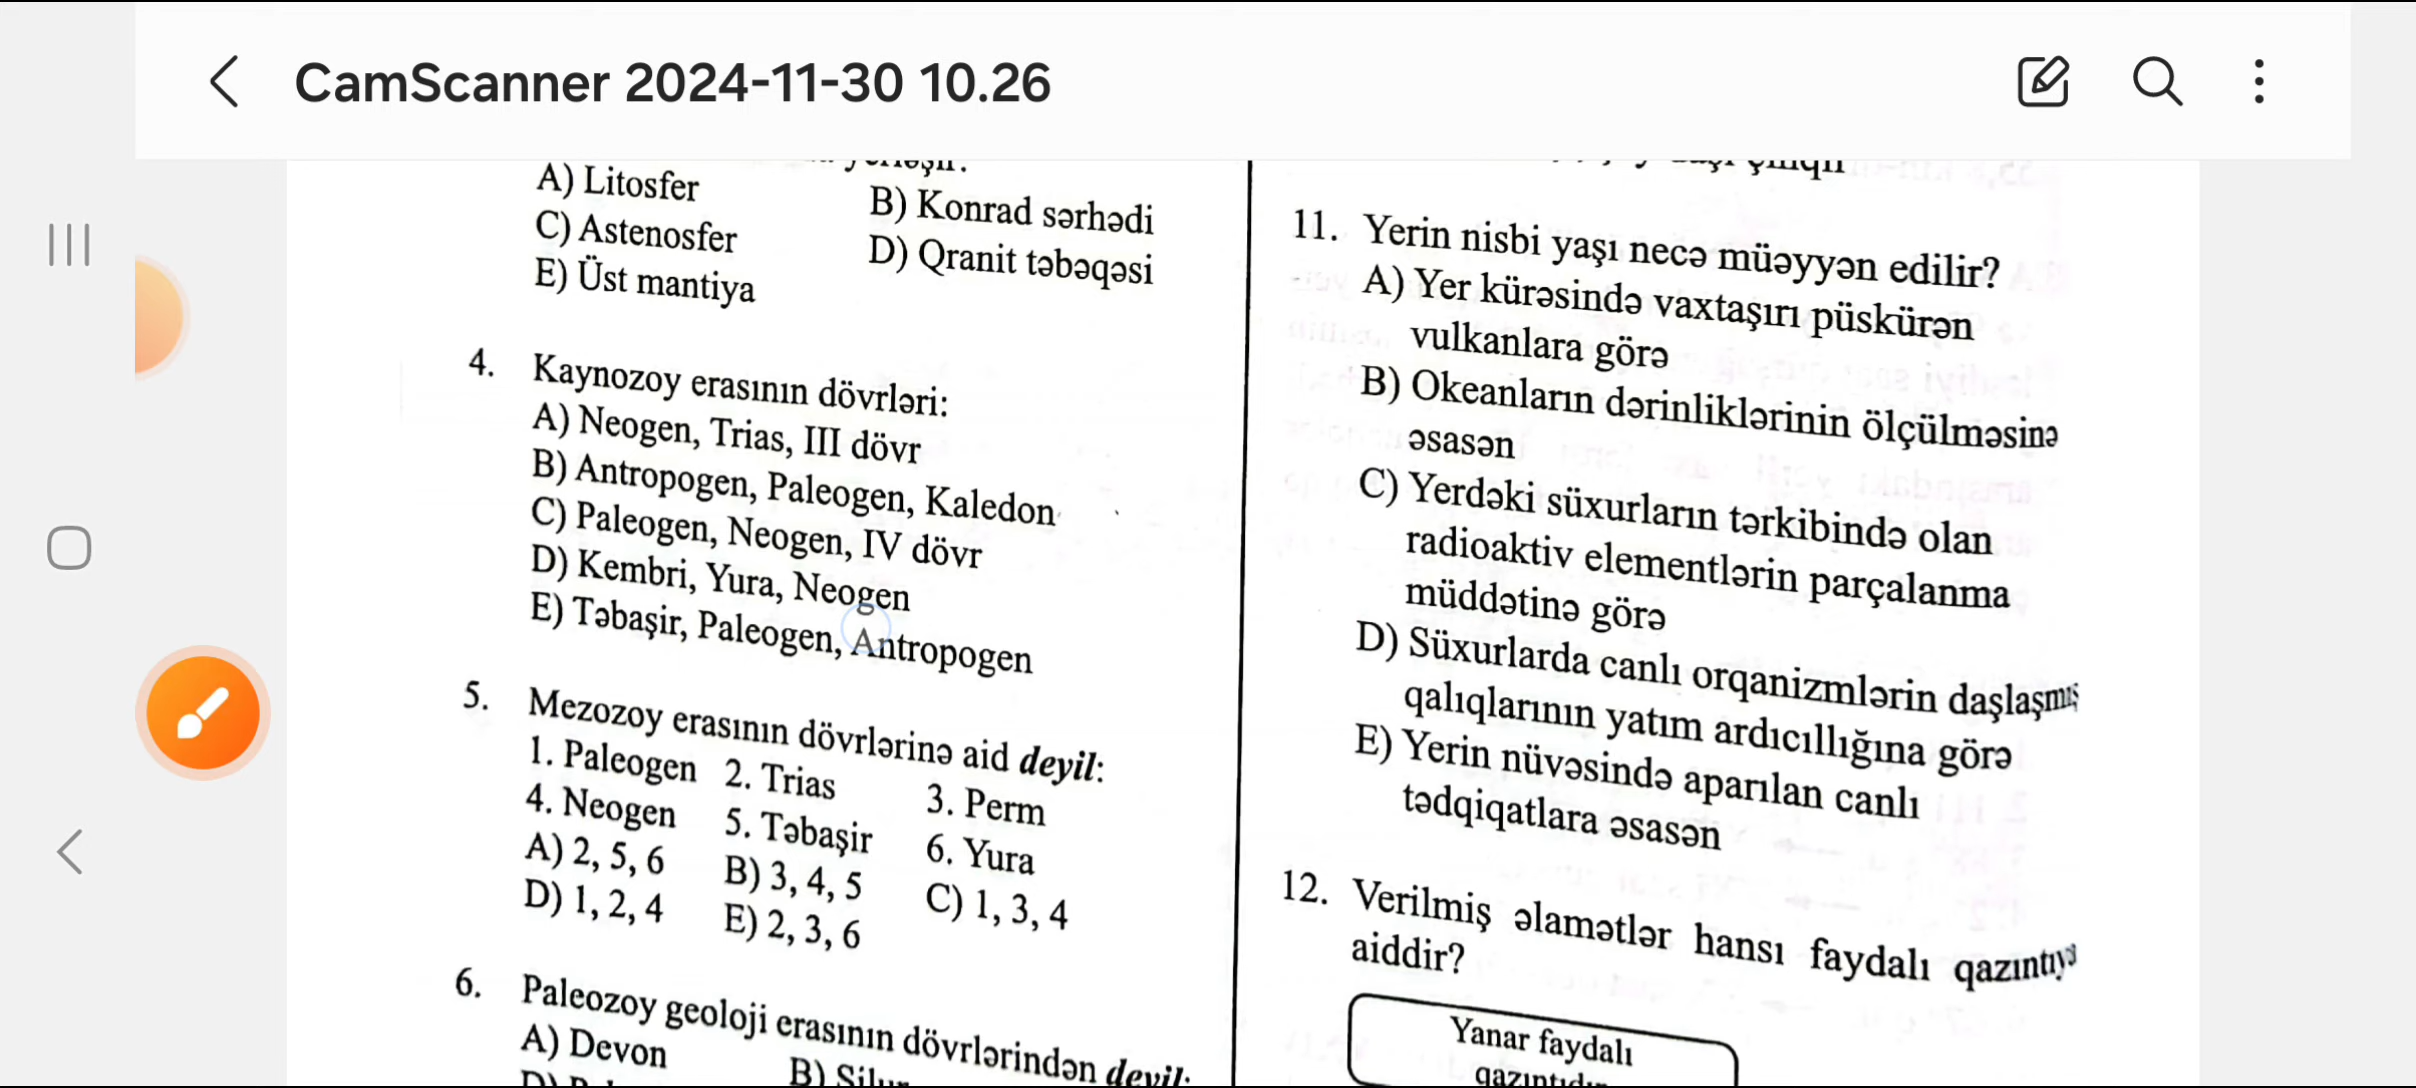 CamScanner 2024-11-30 10.26
A) Litosfer
B) Konrad sərhədi
C) Astenosfer
D) Qranit təbəqəsi
E) Üst mantiya
4. Kaynozoy erasının dövrləri:
A) Neogen, Trias, III dövr
B) Antropogen, Paleogen, Kaledon
C) Paleogen, Neogen, IV dövr
D) Kembri, Yura, Neogen
E) Təbaşir, Paleogen, Antropogen
5. Mezozoy erasının dövrlərinə aid deyil:
1. Paleogen 2. Trias 3. Perm
4. Neogen 5. Təbaşir 6. Yura
A) 2, 5, 6 B) 3, 4, 5 C) 1, 3, 4
D) 1, 2, 4 E) 2, 3, 6
6. Paleozoy geoloji erasının dövrlərindən deyil:
A) Devon
B) Silur
11. Yerin nisbi yaşı necə müəyyən edilir?
A) Yer kürəsində vaxtaşırı püskürən
vulkanlara görə
B) Okeanların dərinliklərinin ölçülməsinə
əsasən
C) Yerdəki süxurların tərkibində olan
radioaktiv elementlərin parçalanma
müddətinə görə
D) Süxurlarda canlı orqanizmlərin daşlaşmış
qalıqlarının yatım ardıcıllığına görə
E) Yerin nüvəsində aparılan canlı
tədqiqatlara əsasən
12. Verilmiş əlamətlər hansı faydalı qazıntıya
aiddir?
Yanar faydalı
qazıntıdır